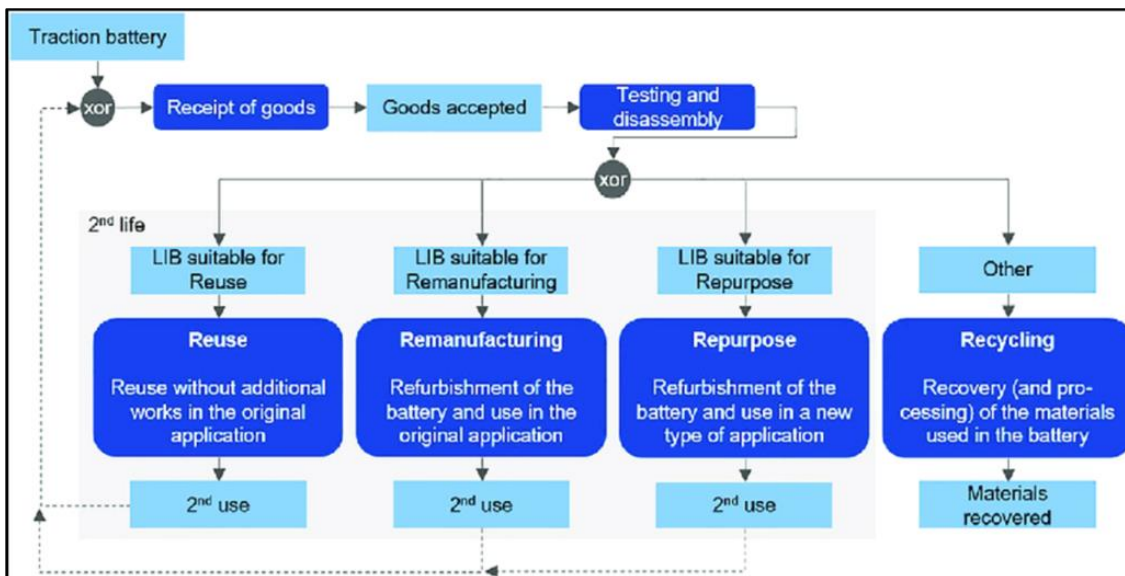 Traction battery
xor
Receipt of goods
Goods accepted
Testing and
disassembly
xor
2nd life
LIB suitable for
Reuse
LIB suitable for
Remanufacturing
LIB suitable for
Repurpose
Other
Reuse
Reuse without additional
works in the original
application
Remanufacturing
Refurbishment of the
battery and use in the
original application
Repurpose
Refurbishment of the
battery and use in a new
type of application
Recycling
Recovery (and pro-
cessing) of the materials
used in the battery
2nd use
2nd use
2nd use
Materials
recovered